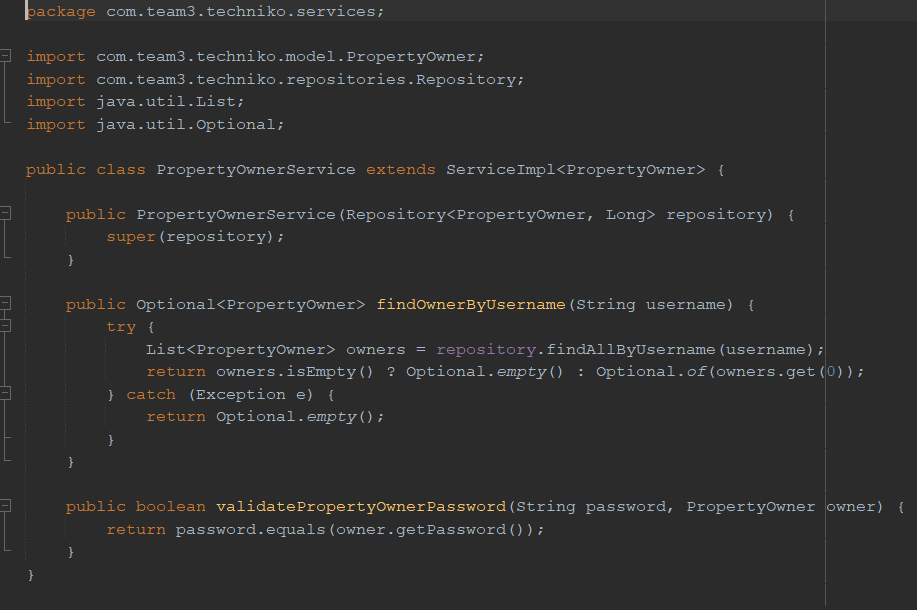 package com.team3.techniko.services;
import com.team3.techniko.model.PropertyOwner;
import com.team3.techniko.repositories.Repository;
import java.util.List;
import java.util.Optional;
public class PropertyOwnerService extends ServiceImpl<PropertyOwner> {
public PropertyOwnerService(Repository<PropertyOwner, Long> repository) {
super(repository);
}
public Optional<PropertyOwner> findOwnerByUsername(String username) {
try {
List<PropertyOwner> owners = repository.findAllByUsername(username);
return owners.isEmpty() ? Optional.empty() : Optional.of(owners.get(0));
} catch (Exception e) {
return Optional.empty();
}
}
public boolean validatePropertyOwnerPassword(String password, PropertyOwner owner) {
return password.equals(owner.getPassword());
}
}